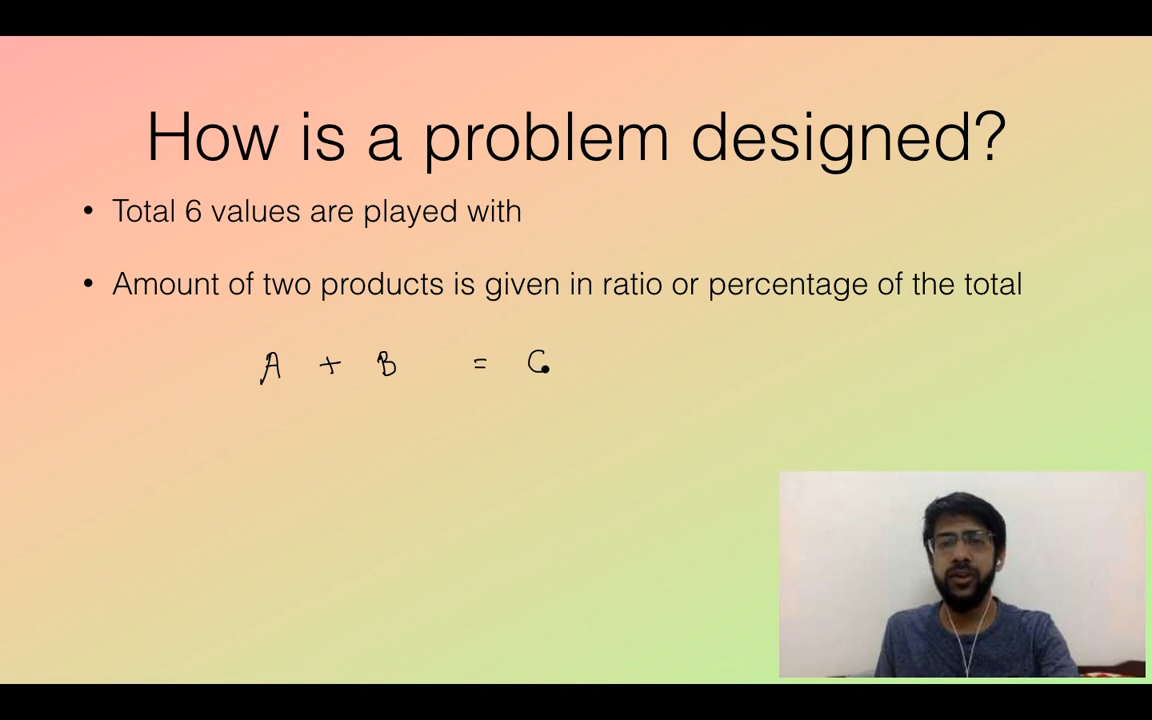 How is a problem designed?
• Total 6 values are played with
• Amount of two products is given in ratio or percentage of the total
A + B = C